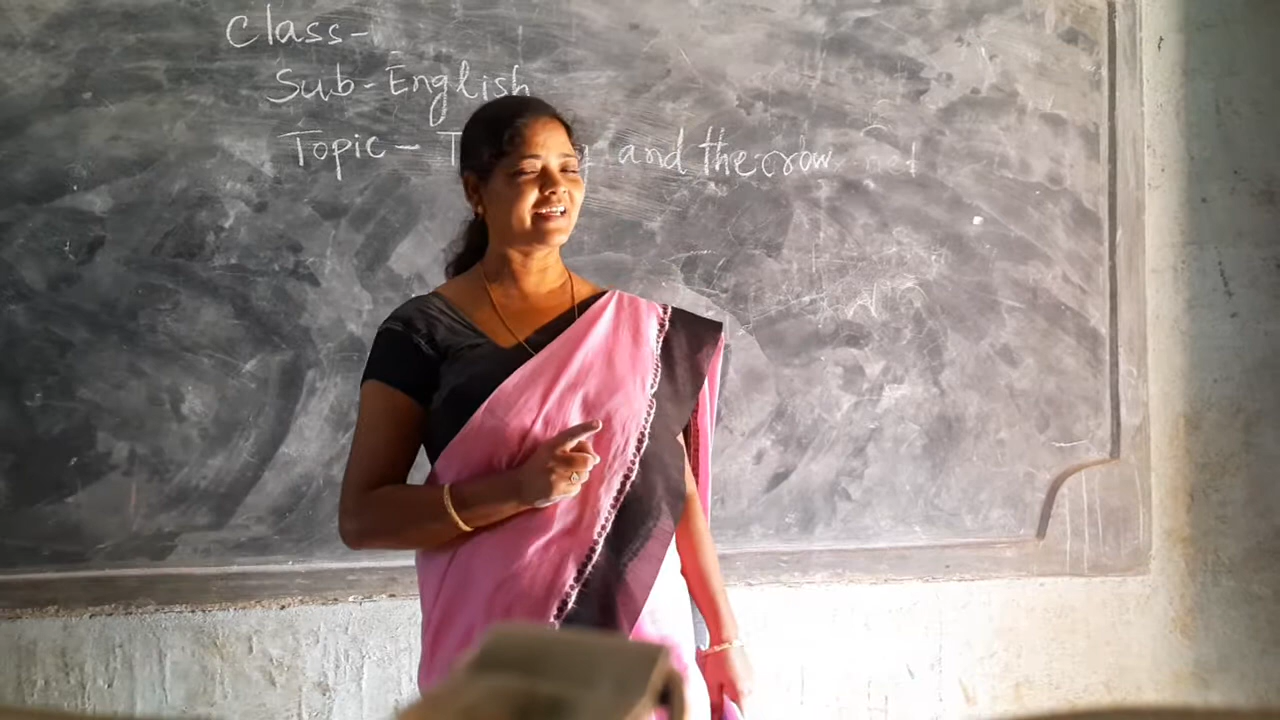 Class-
Sub-English
Topic- and the crow